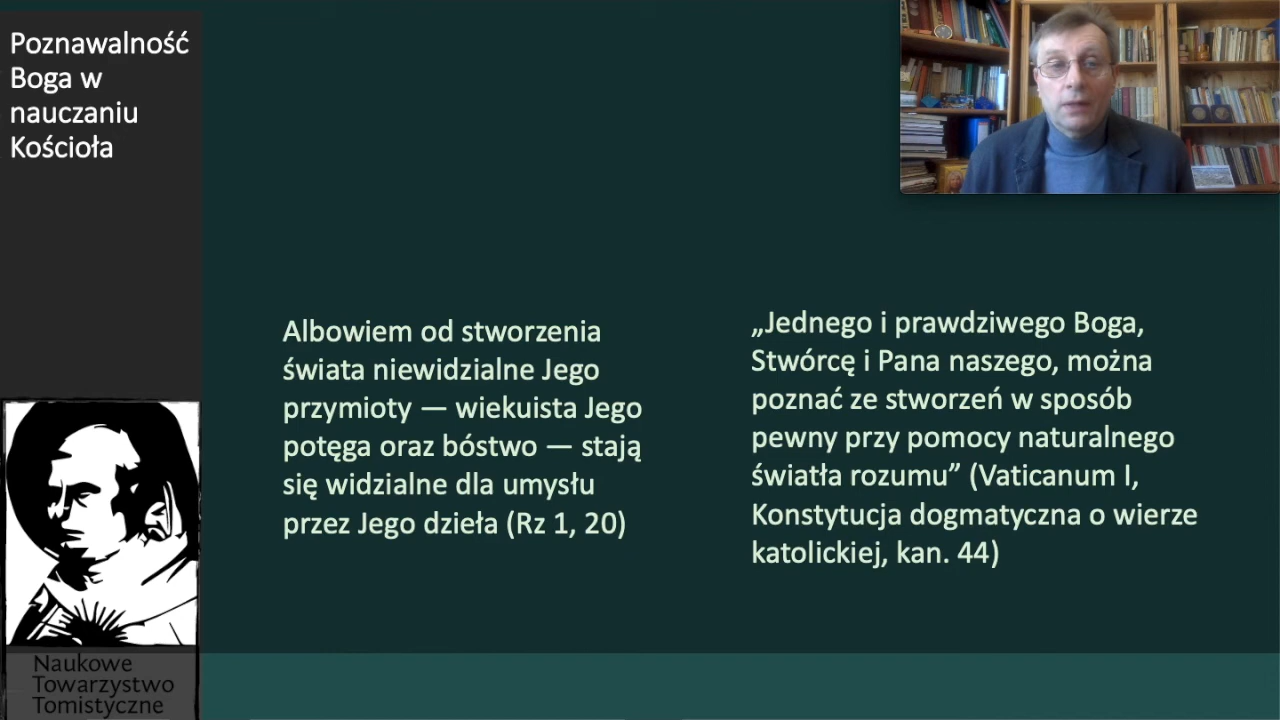 Poznawalność
Boga w
nauczaniu
Kościoła
Albowiem od stworzenia
świata niewidzialne Jego
przymioty — wiekuista Jego
potęga oraz bóstwo — stają
się widzialne dla umysłu
przez Jego dzieła (Rz 1, 20)
„Jednego i prawdziwego Boga,
Stwórcę i Pana naszego, można
poznać ze stworzeń w sposób
pewny przy pomocy naturalnego
światła rozumu” (Vaticanum I,
Konstytucja dogmatyczna o wierze
katolickiej, kan. 44)
Naukowe
Towarzystwo
Tomistyczne